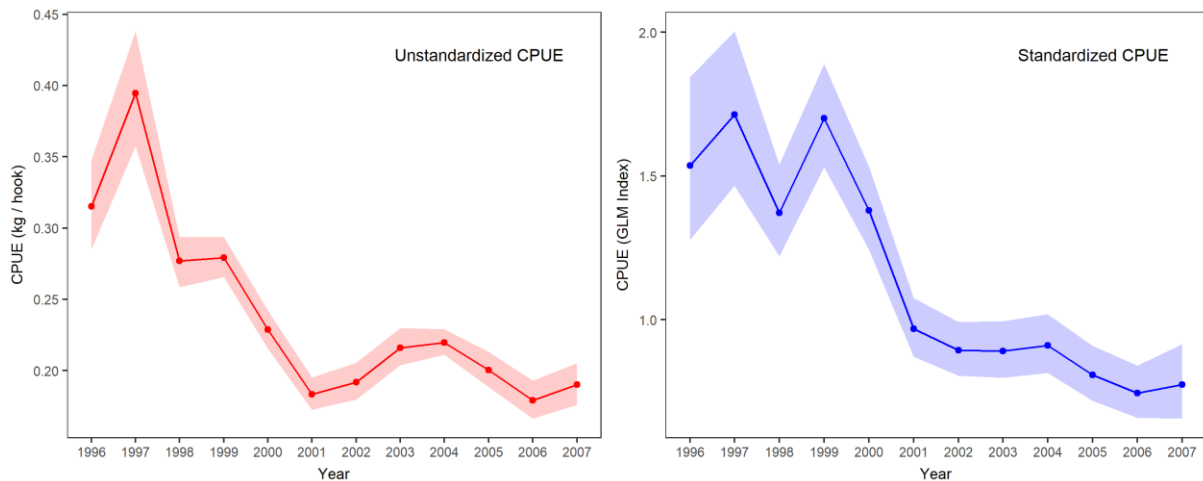 Unstandardized CPUE
CPUE (kg / hook)
0.45
0.40
0.35
0.30
0.25
0.20
1996 1997 1998 1999 2000 2001 2002 2003 2004 2005 2006 2007
Year
Standardized CPUE
CPUE (GLM Index)
2.0
1.5
1.0
1996 1997 1998 1999 2000 2001 2002 2003 2004 2005 2006 2007
Year